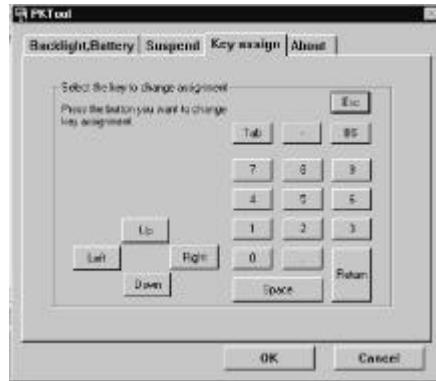 PKTool
Backlight,Battery Suspend Key assign About
Select the key to change assignment
Press the button you want to change
key assignment.
Esc
Tab - BS
7 8 9
4 5 6
1 2 3
Up
Left Right 0 .
Return
Down Space
OK Cancel